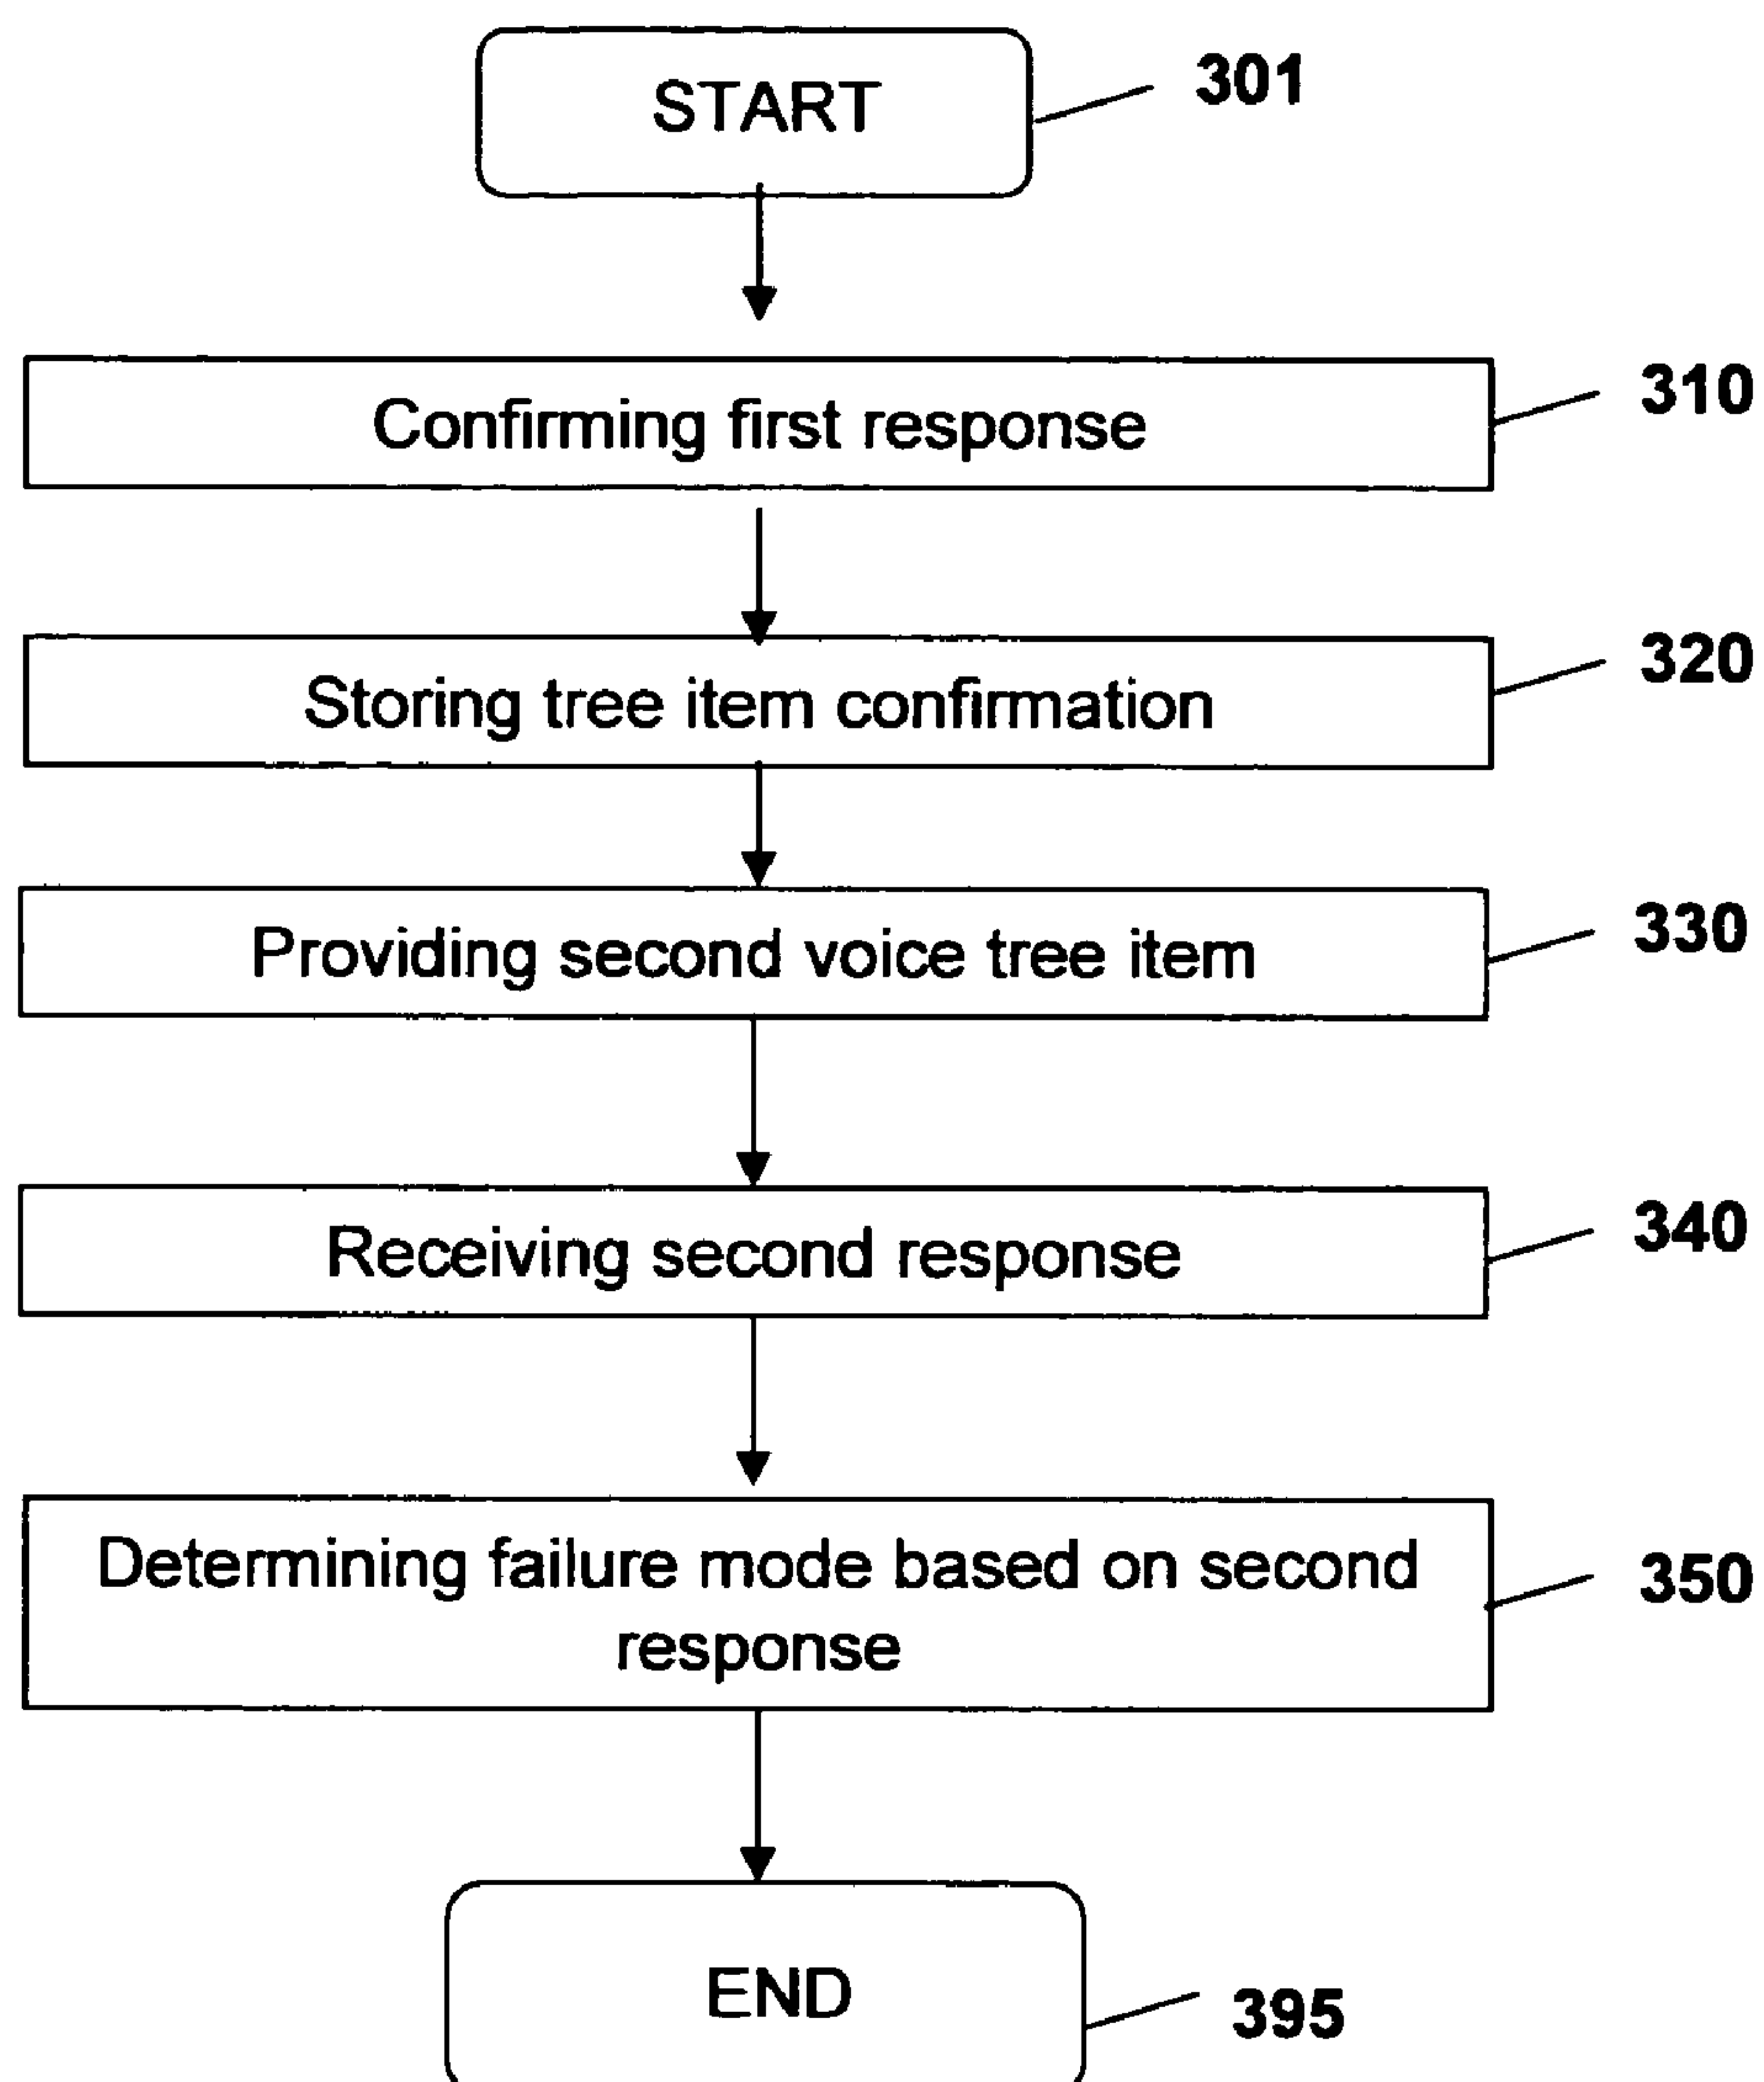 START
301
Confirming first response
310
Storing tree item confirmation
320
Providing second voice tree item
330
Receiving second response
340
Determining failure mode based on second
response
350
END
395